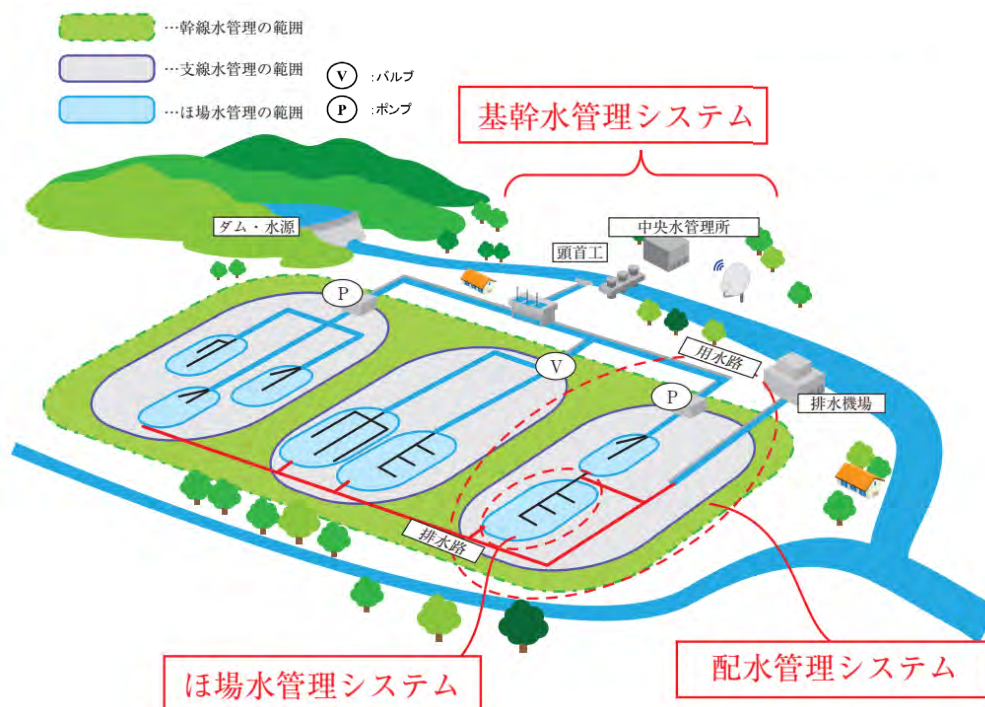 …幹線水管理の範囲
…支線水管理の範囲
V :バルブ
…ほ場水管理の範囲
P :ポンプ
基幹水管理システム
ダム・水源
中央水管理所
頭首工
P
用水路
V
P
排水機場
排水路
ほ場水管理システム
配水管理システム